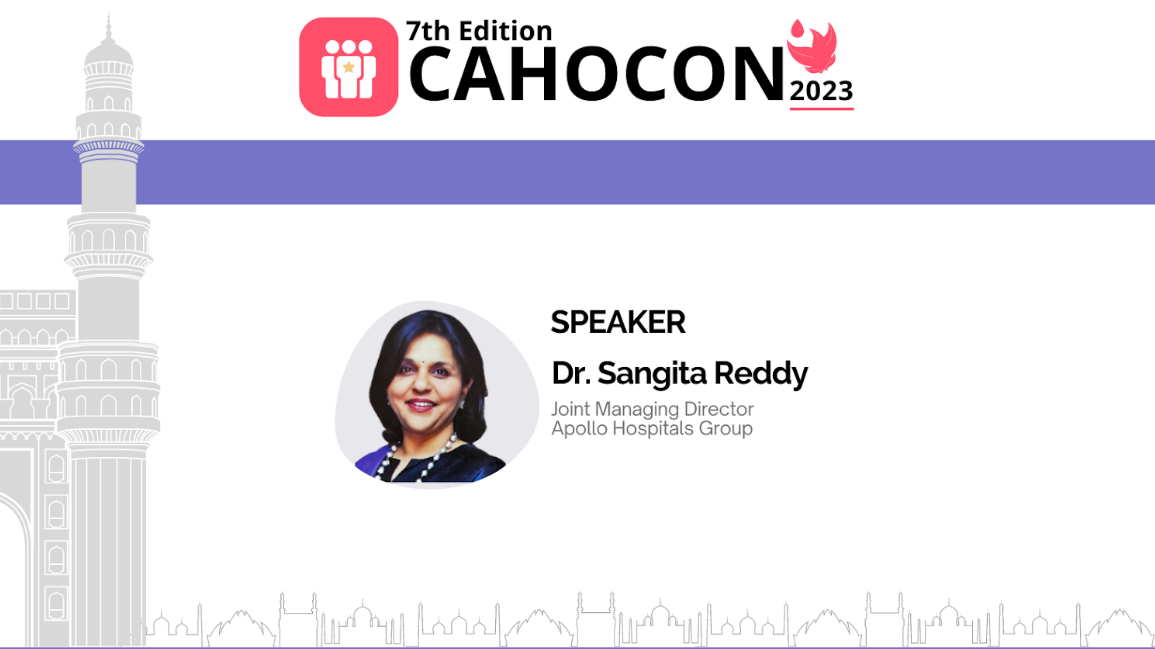 7th Edition
CAHOCON
2023
SPEAKER
Dr. Sangita Reddy
Joint Managing Director
Apollo Hospitals Group